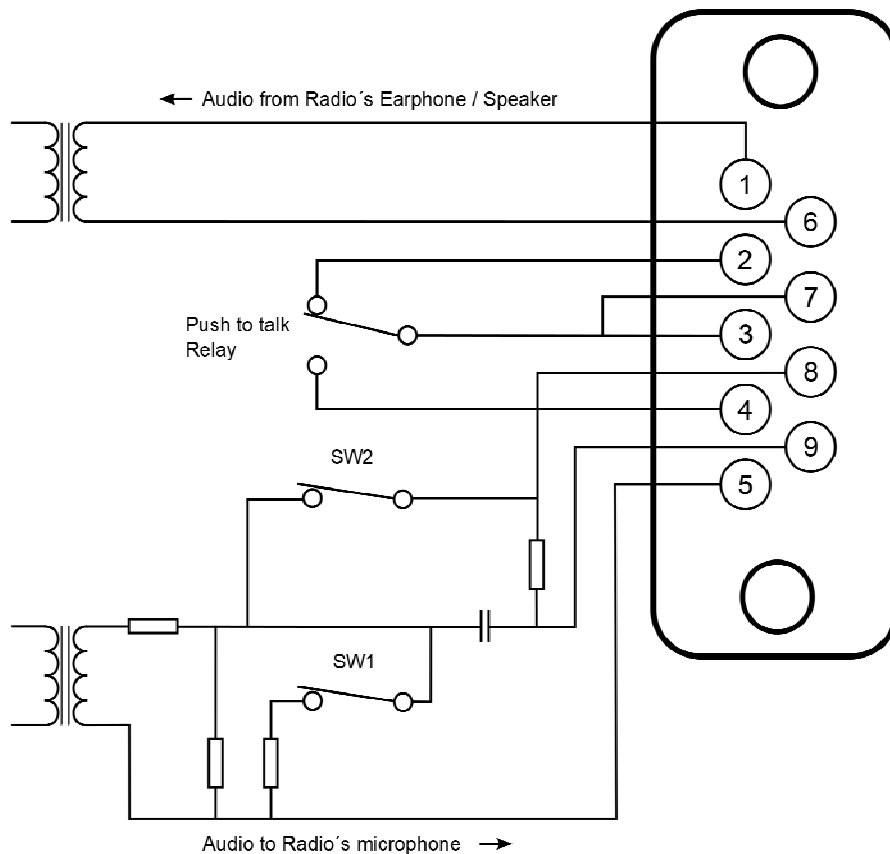 ← Audio from Radio´s Earphone / Speaker
1
6
2
7
Push to talk
Relay
3
8
4
9
SW2
5
SW1
Audio to Radio´s microphone →